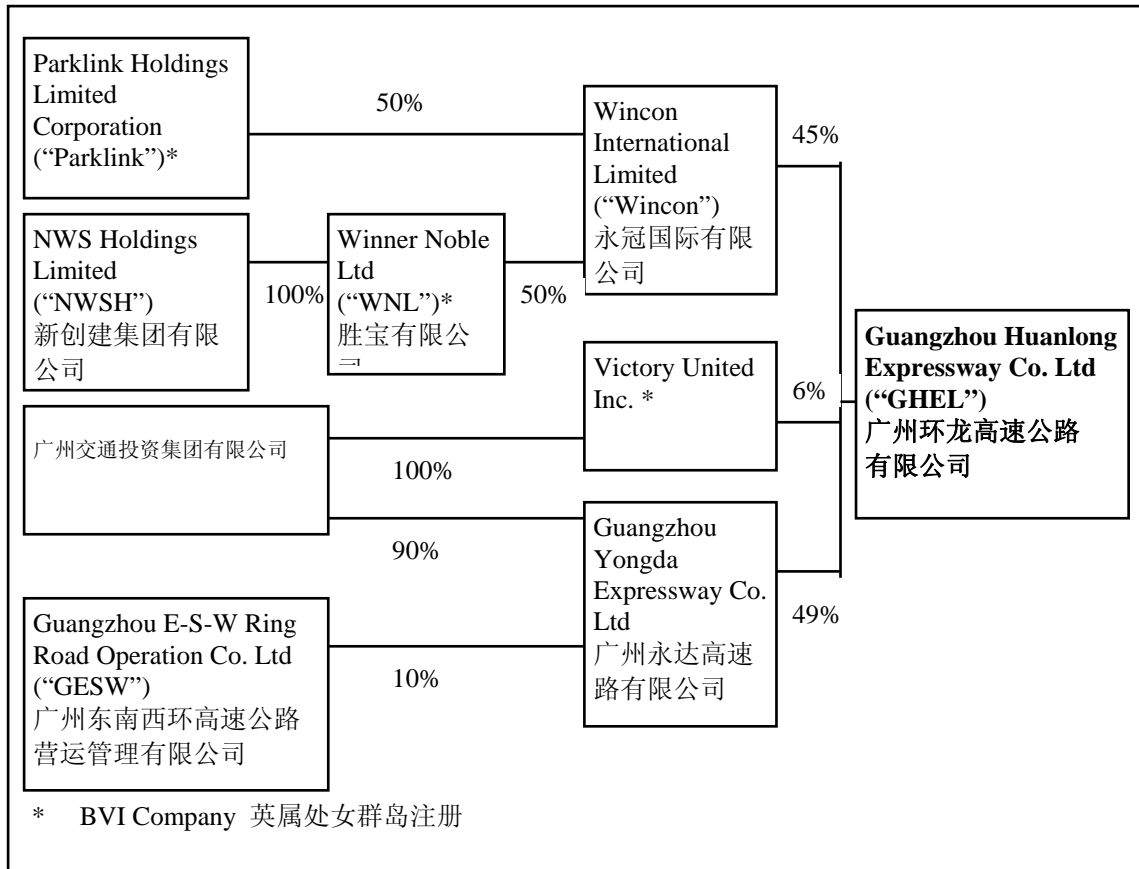 Parklink Holdings
Limited
Corporation
(“Parklink”)*
50%
Wincon
International
Limited
(“Wincon”)
永冠国际有限
公司
45%
NWS Holdings
Limited
(“NWSH”)
新创建集团有限
公司
100%
Winner Noble
Ltd
(“WNL”)*
胜宝有限公
50%
Guangzhou Huanlong
Expressway Co. Ltd
(“GHEL”)
广州环龙高速公路
有限公司
Victory United
Inc. *
6%
广州交通投资集团有限公司
100%
90%
Guangzhou
Yongda
Expressway Co.
Ltd
广州永达高速
路有限公司
49%
Guangzhou E-S-W Ring
Road Operation Co. Ltd
(“GESW”)
广州东南西环高速公路
营运管理有限公司
10%
* BVI Company 英属处女群岛注册